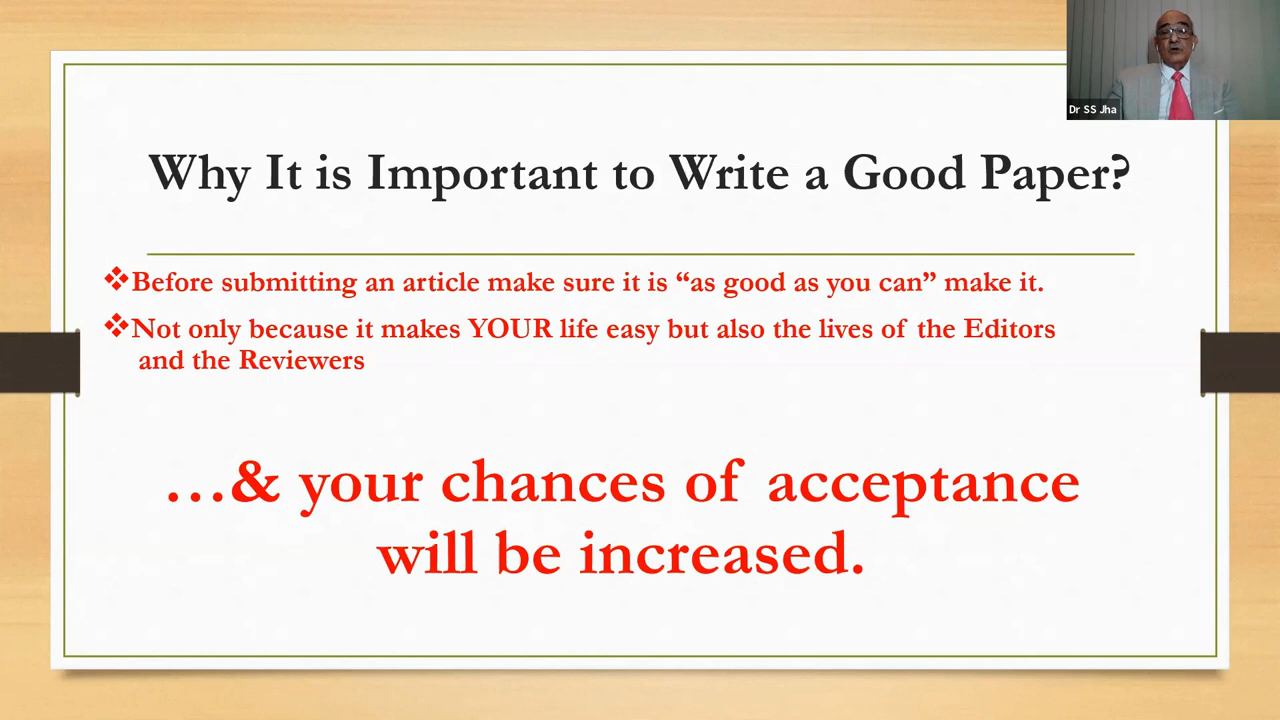 Dr SS Jha
Why It is Important to Write a Good Paper?
❖Before submitting an article make sure it is “as good as you can” make it.
❖Not only because it makes YOUR life easy but also the lives of the Editors
and the Reviewers
…& your chances of acceptance
will be increased.